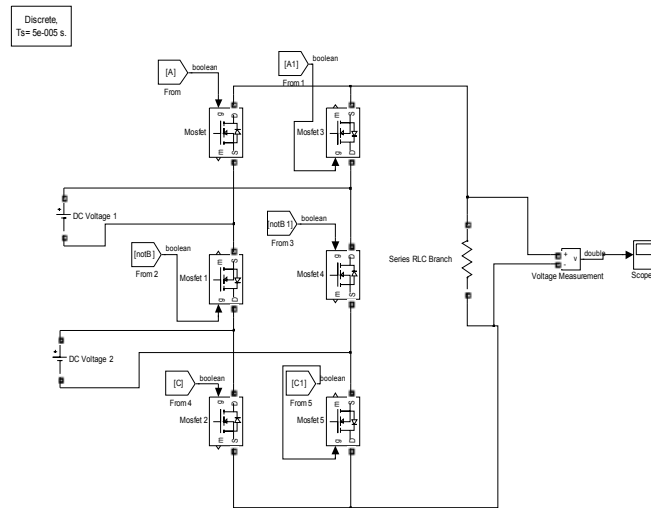 Discrete,
Ts= 5e-005 s.
[A]
boolean
From
[A1]
boolean
From 1
g
D
Mosfet
m
S
m
S
Mosfet 3
g
D
DC Voltage 1
[notB]
boolean
From 2
[notB1]
boolean
From 3
m
S
Mosfet 1
g
D
g
D
Mosfet 4
m
S
Series RLC Branch
+
-
v
double
Voltage Measurement
Scope
DC Voltage 2
[C]
boolean
From 4
[C1]
boolean
From 5
g
D
Mosfet 2
m
S
m
S
Mosfet 5
g
D